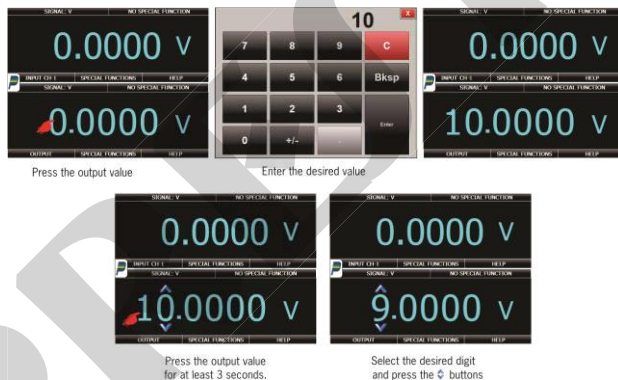 SIGNAL: V NO SPECIAL FUNCTION
0.0000 V
INPUT CH 1 SPECIAL FUNCTIONS HELP
SIGNAL: V NO SPECIAL FUNCTION
0.0000 V
OUTPUT SPECIAL FUNCTIONS HELP
Press the output value
10
7 8 9 C
4 5 6 Bksp
1 2 3
Enter
0 +/- .
Enter the desired value
SIGNAL: V NO SPECIAL FUNCTION
0.0000 V
INPUT CH 1 SPECIAL FUNCTIONS HELP
SIGNAL: V NO SPECIAL FUNCTION
10.0000 V
OUTPUT SPECIAL FUNCTIONS HELP
SIGNAL: V NO SPECIAL FUNCTION
0.0000 V
INPUT CH 1 SPECIAL FUNCTIONS HELP
SIGNAL: V NO SPECIAL FUNCTION
10.0000 V
OUTPUT SPECIAL FUNCTIONS HELP
Press the output value
for at least 3 seconds.
SIGNAL: V NO SPECIAL FUNCTION
0.0000 V
INPUT CH 1 SPECIAL FUNCTIONS HELP
SIGNAL: V NO SPECIAL FUNCTION
9.0000 V
OUTPUT SPECIAL FUNCTIONS HELP
Select the desired digit
and press the buttons